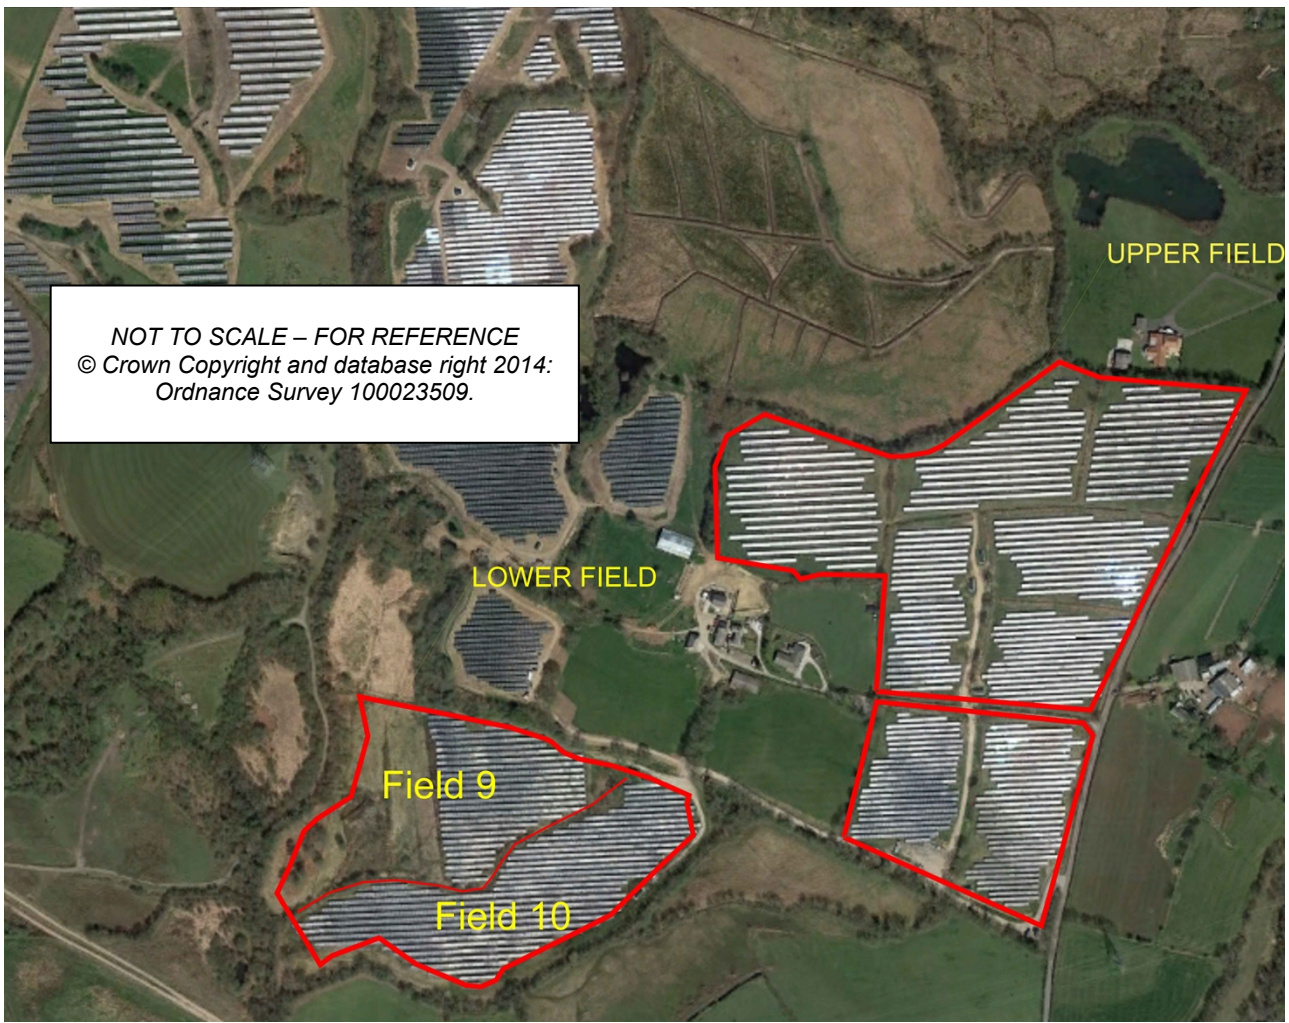 UPPER FIELD
NOT TO SCALE – FOR REFERENCE
© Crown Copyright and database right 2014:
Ordnance Survey 100023509.
LOWER FIELD
Field 9
Field 10